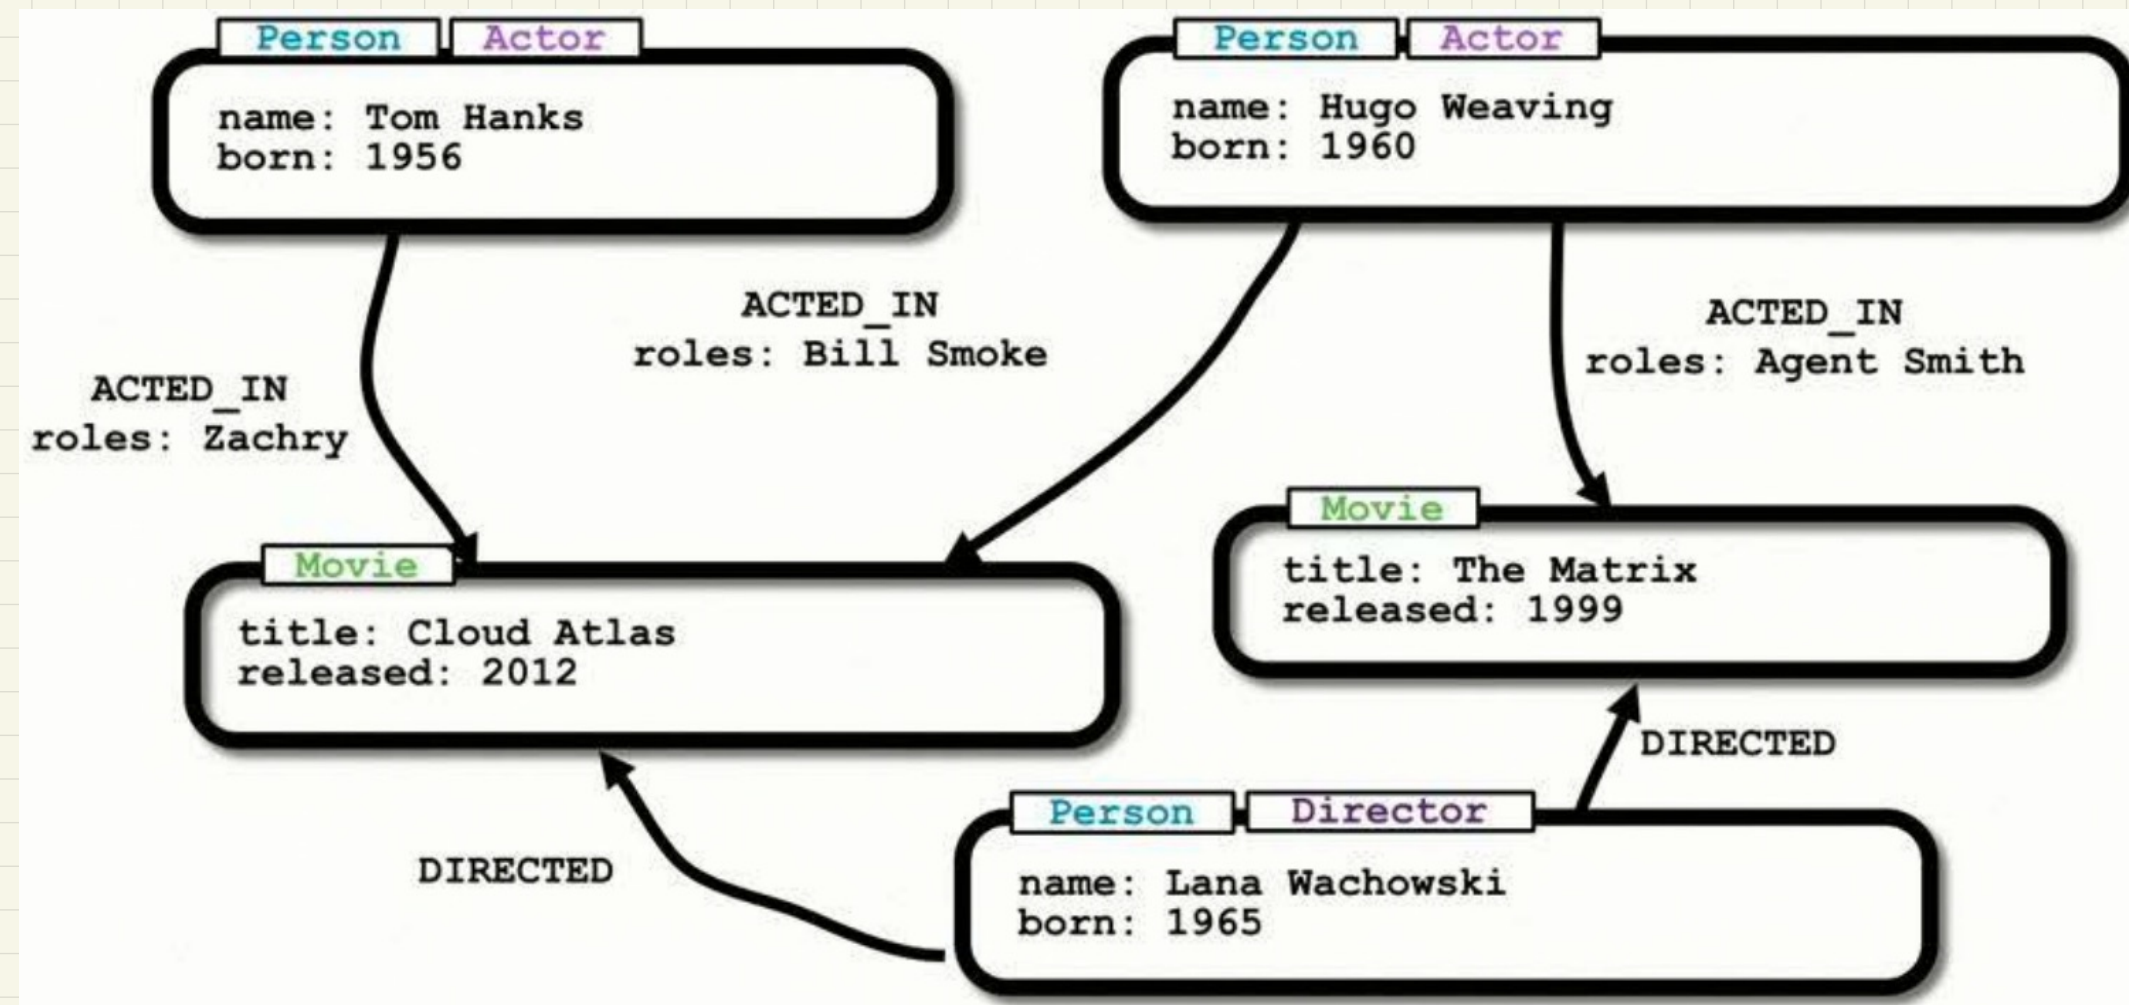 Person Actor
name: Tom Hanks
born: 1956
Person Actor
name: Hugo Weaving
born: 1960
ACTED_IN
roles: Zachry
ACTED_IN
roles: Bill Smoke
ACTED_IN
roles: Agent Smith
Movie
title: Cloud Atlas
released: 2012
Movie
title: The Matrix
released: 1999
DIRECTED
DIRECTED
Person Director
name: Lana Wachowski
born: 1965